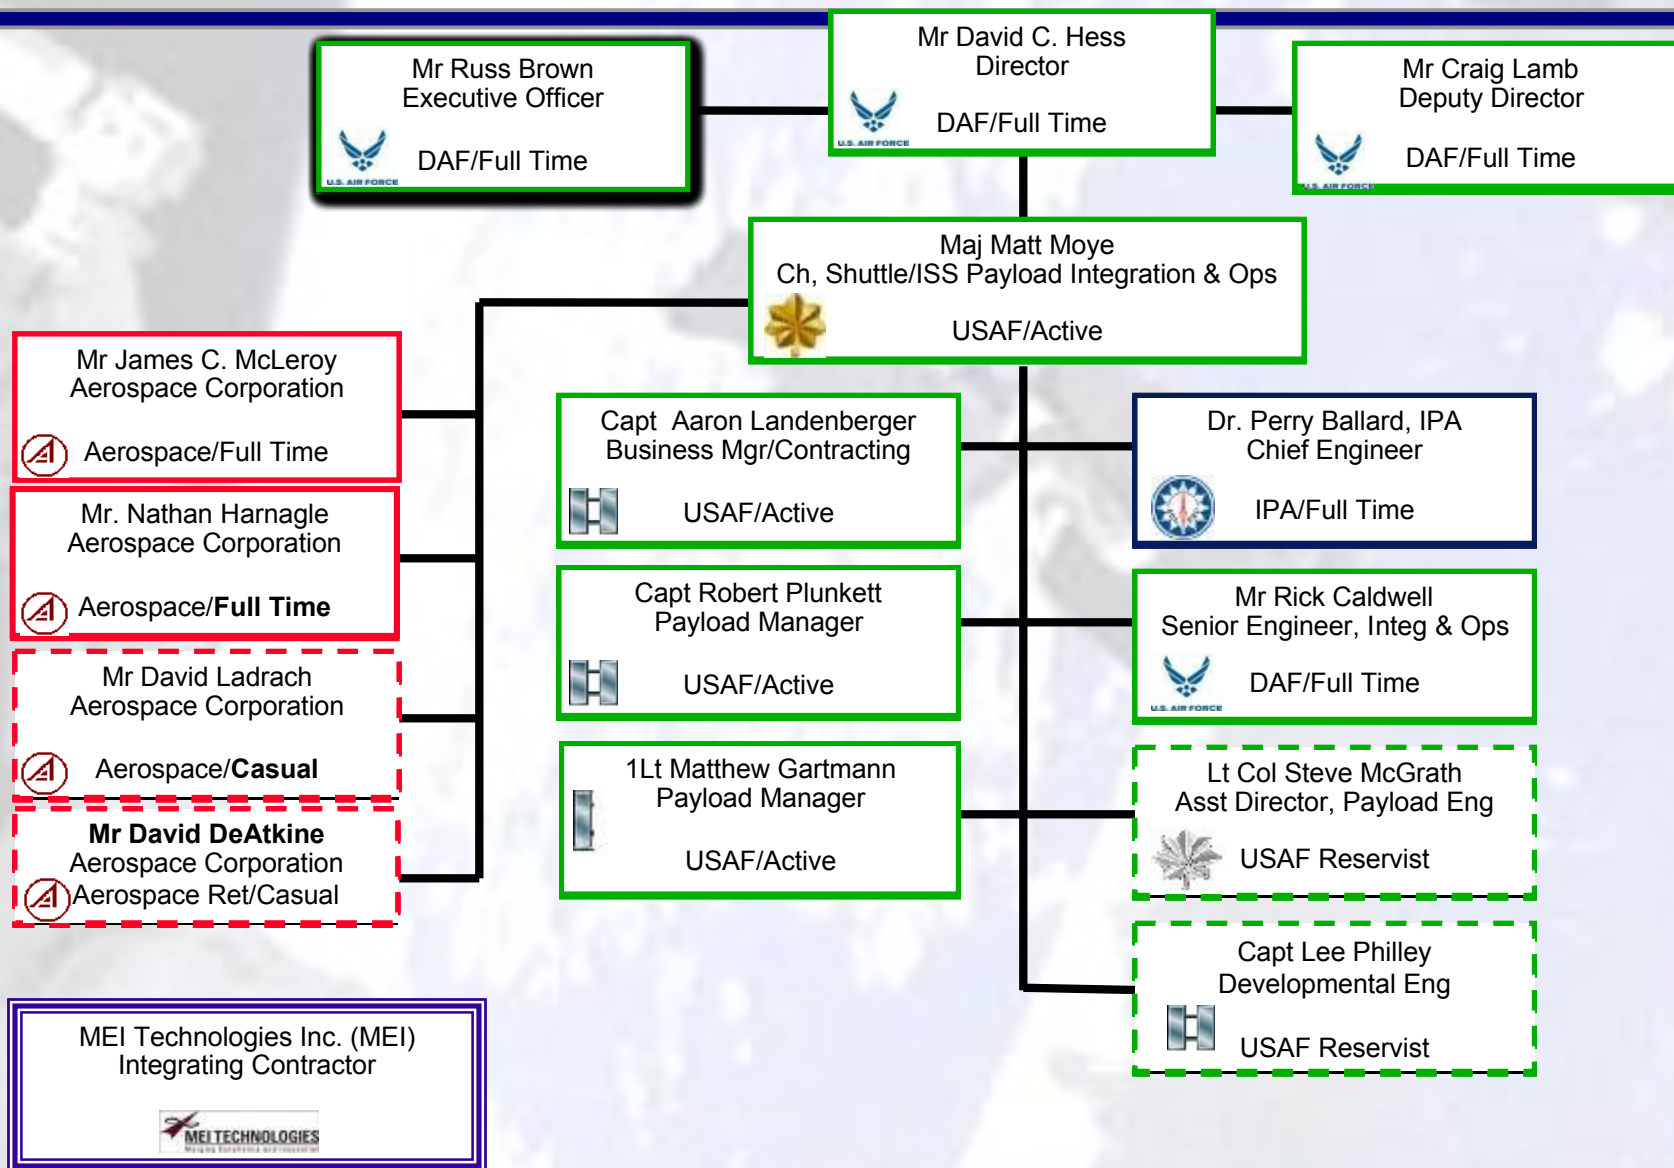 Mr Russ Brown
Executive Officer
DAF/Full Time
U.S. AIR FORCE
Mr David C. Hess
Director
DAF/Full Time
U.S. AIR FORCE
Mr Craig Lamb
Deputy Director
DAF/Full Time
U.S. AIR FORCE
Maj Matt Moye
Ch, Shuttle/ISS Payload Integration & Ops
USAF/Active
Mr James C. McLeroy
Aerospace Corporation
Aerospace/Full Time
Mr. Nathan Harnagle
Aerospace Corporation
Aerospace/Full Time
Mr David Ladrach
Aerospace Corporation
Aerospace/Casual
Mr David DeAtkine
Aerospace Corporation
Aerospace Ret/Casual
Capt Aaron Landenberger
Business Mgr/Contracting
USAF/Active
Capt Robert Plunkett
Payload Manager
USAF/Active
1Lt Matthew Gartmann
Payload Manager
USAF/Active
Dr. Perry Ballard, IPA
Chief Engineer
IPA/Full Time
Mr Rick Caldwell
Senior Engineer, Integ & Ops
DAF/Full Time
U.S. AIR FORCE
Lt Col Steve McGrath
Asst Director, Payload Eng
USAF Reservist
Capt Lee Philley
Developmental Eng
USAF Reservist
MEI Technologies Inc. (MEI)
Integrating Contractor
MEI TECHNOLOGIES